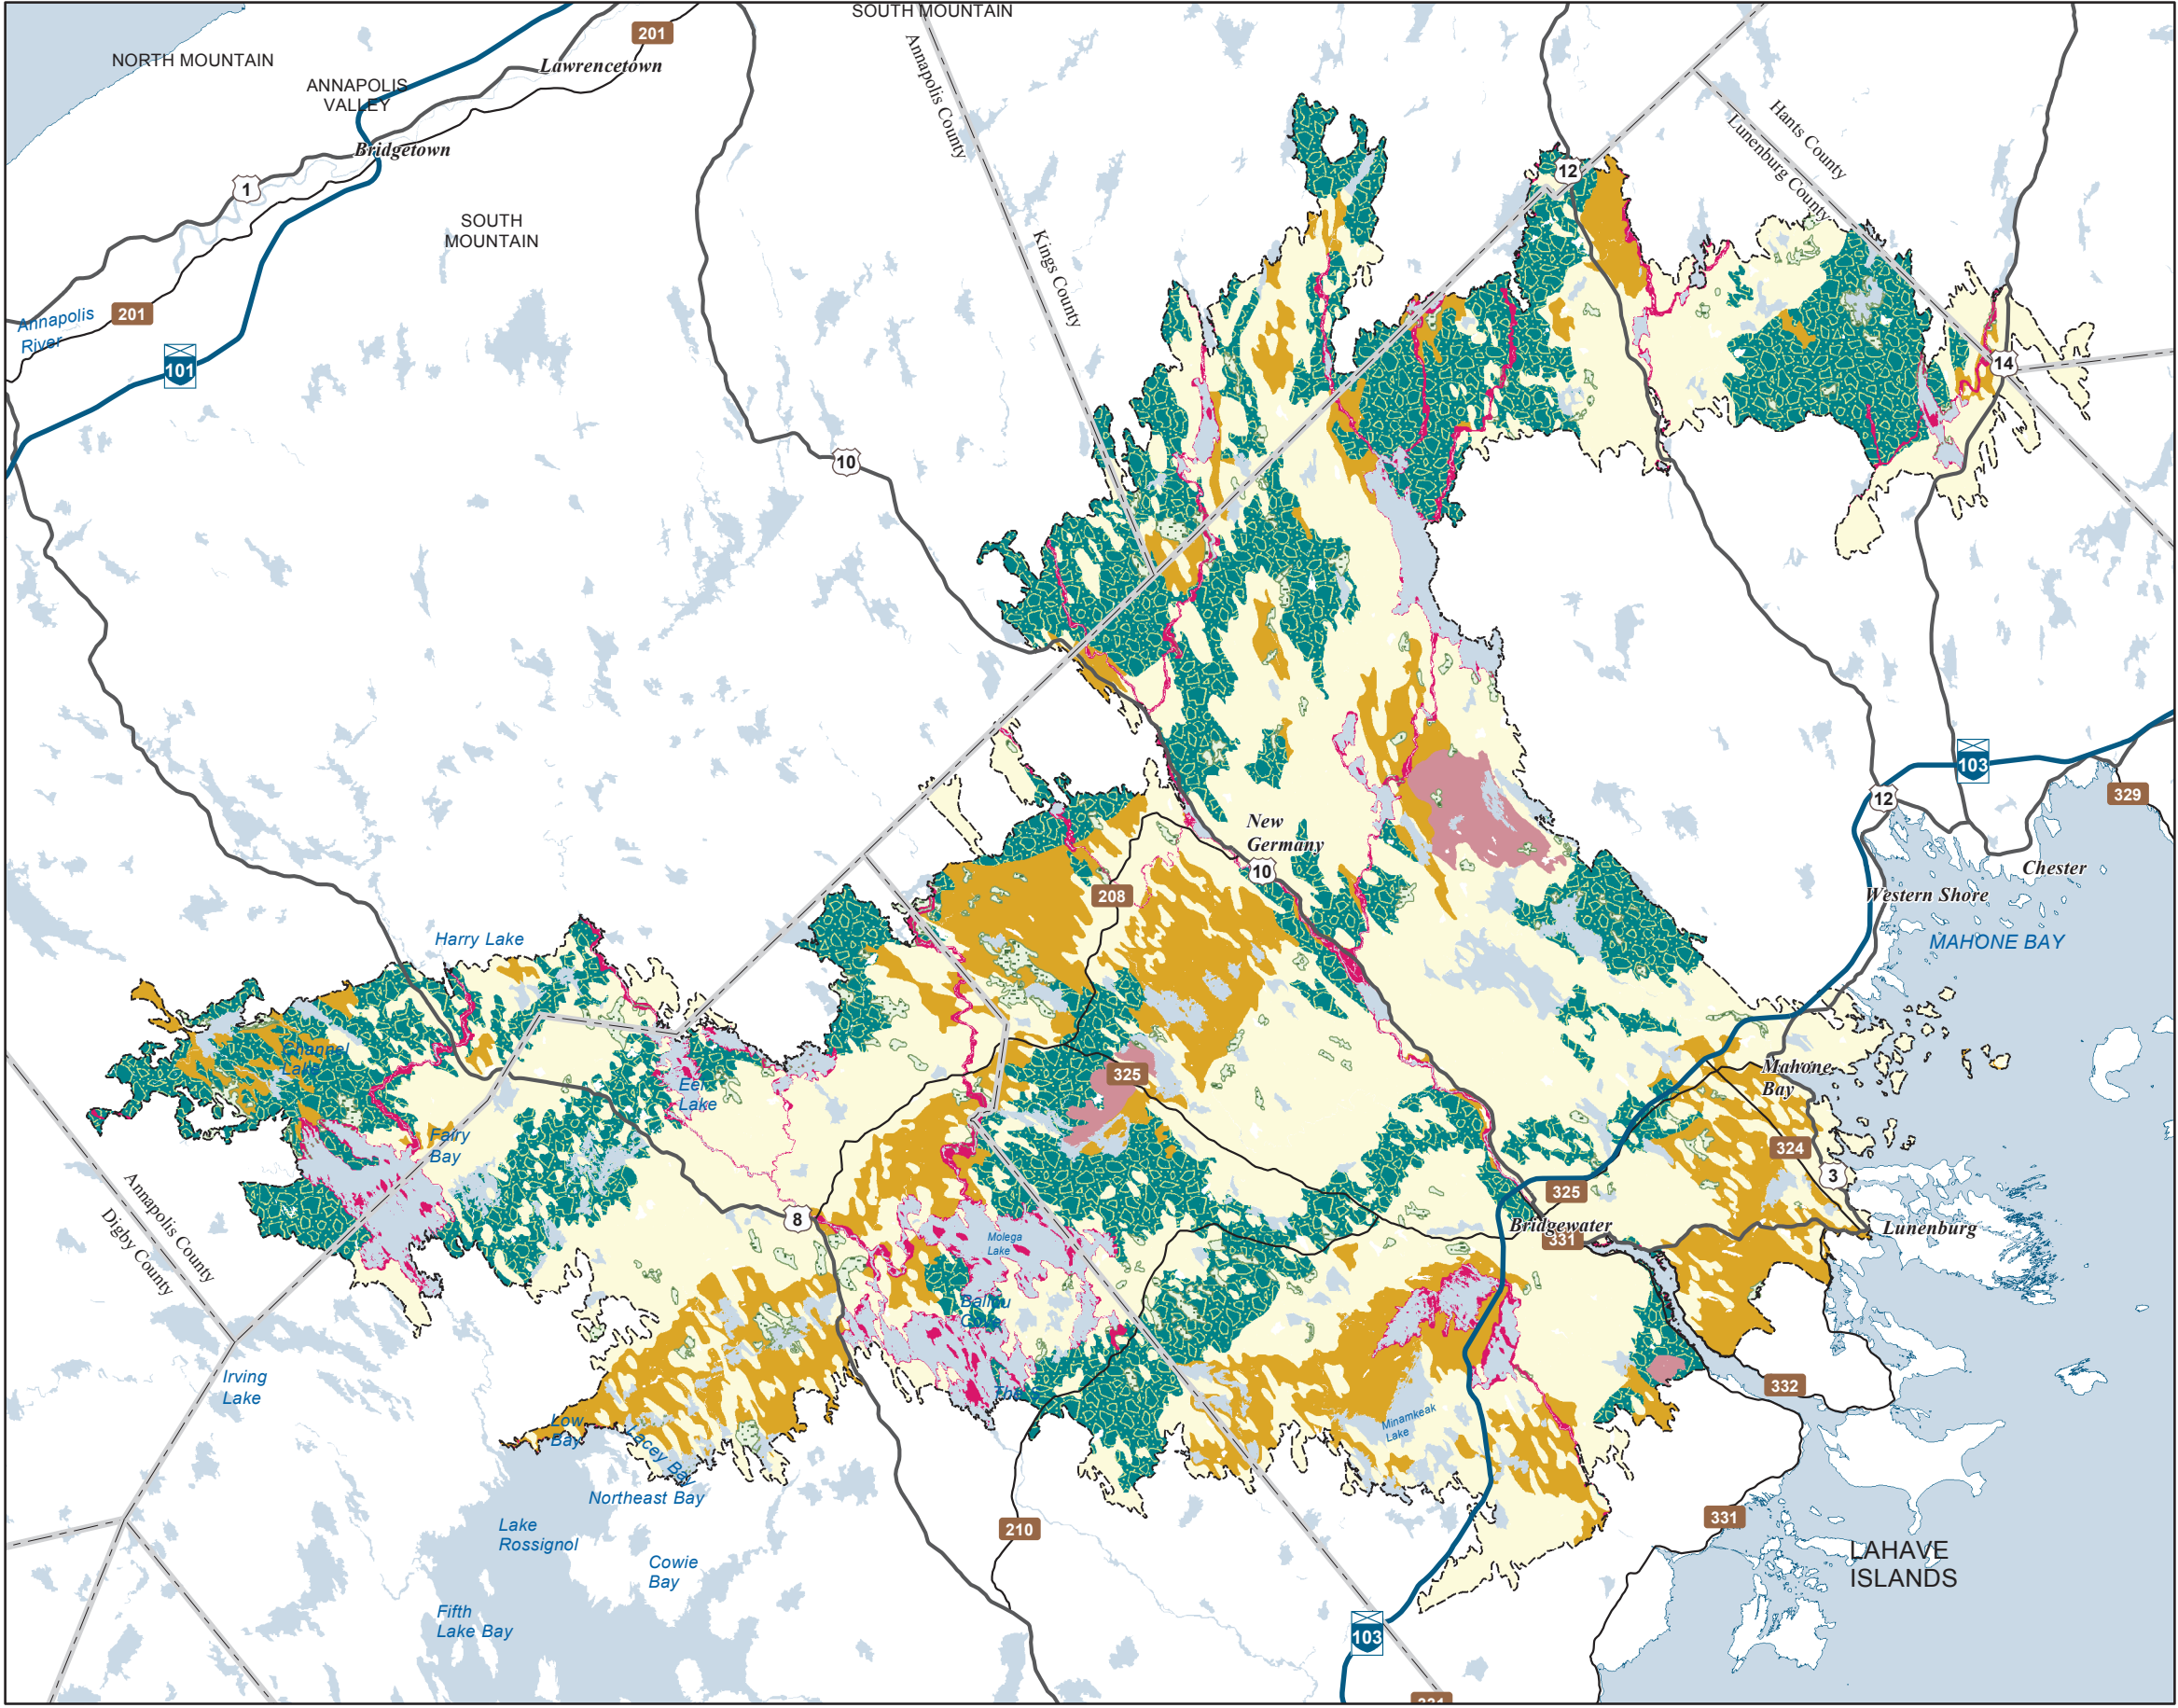 SOUTH MOUNTAIN
201
NORTH MOUNTAIN
Lawrencetown
ANNAPOLIS
VALLEY
Annapolis County
Hants County
Lunenburg County
Bridgetown
12
1
SOUTH
MOUNTAIN
Kings County
201
Annapolis
River
101
14
10
103
12
329
New
Germany
10
Chester
208
Western Shore
Harry Lake
MAHONE BAY
Channel
Lake
325
Mahone
Bay
Eel
Lake
Fairy
Bay
324
3
Annapolis County
Digby County
325
8
Bridgewater
331
Lunenburg
Molega
Lake
Ballou
Cove
Irving
Lake
332
Low
Bay
Lacey Bay
Minamkeak
Lake
Northeast Bay
Lake
Rossignol
210
331
Cowie
Bay
LAHAVE
ISLANDS
Fifth
Lake Bay
103